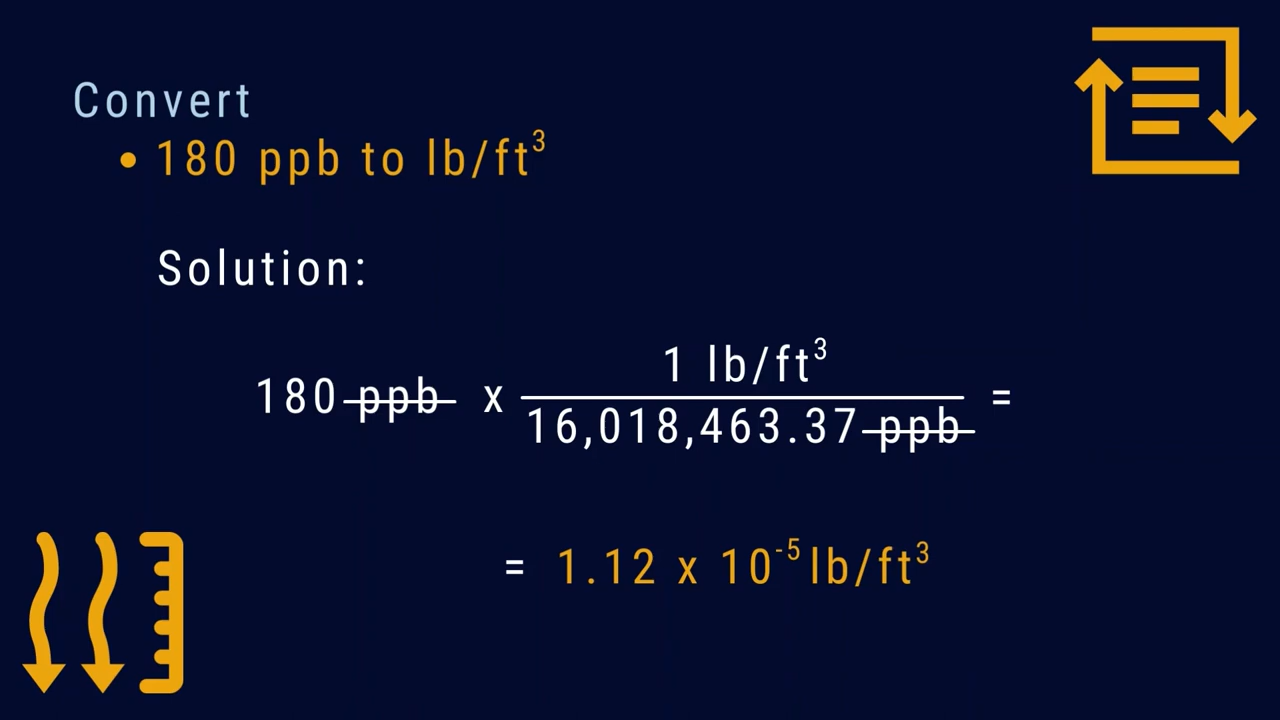 Convert
• 180 ppb to lb/ft³
Solution:
180 ppb x 1 lb/ft³ =
16,018,463.37 ppb
= 1.12 x 10⁻⁵ lb/ft³